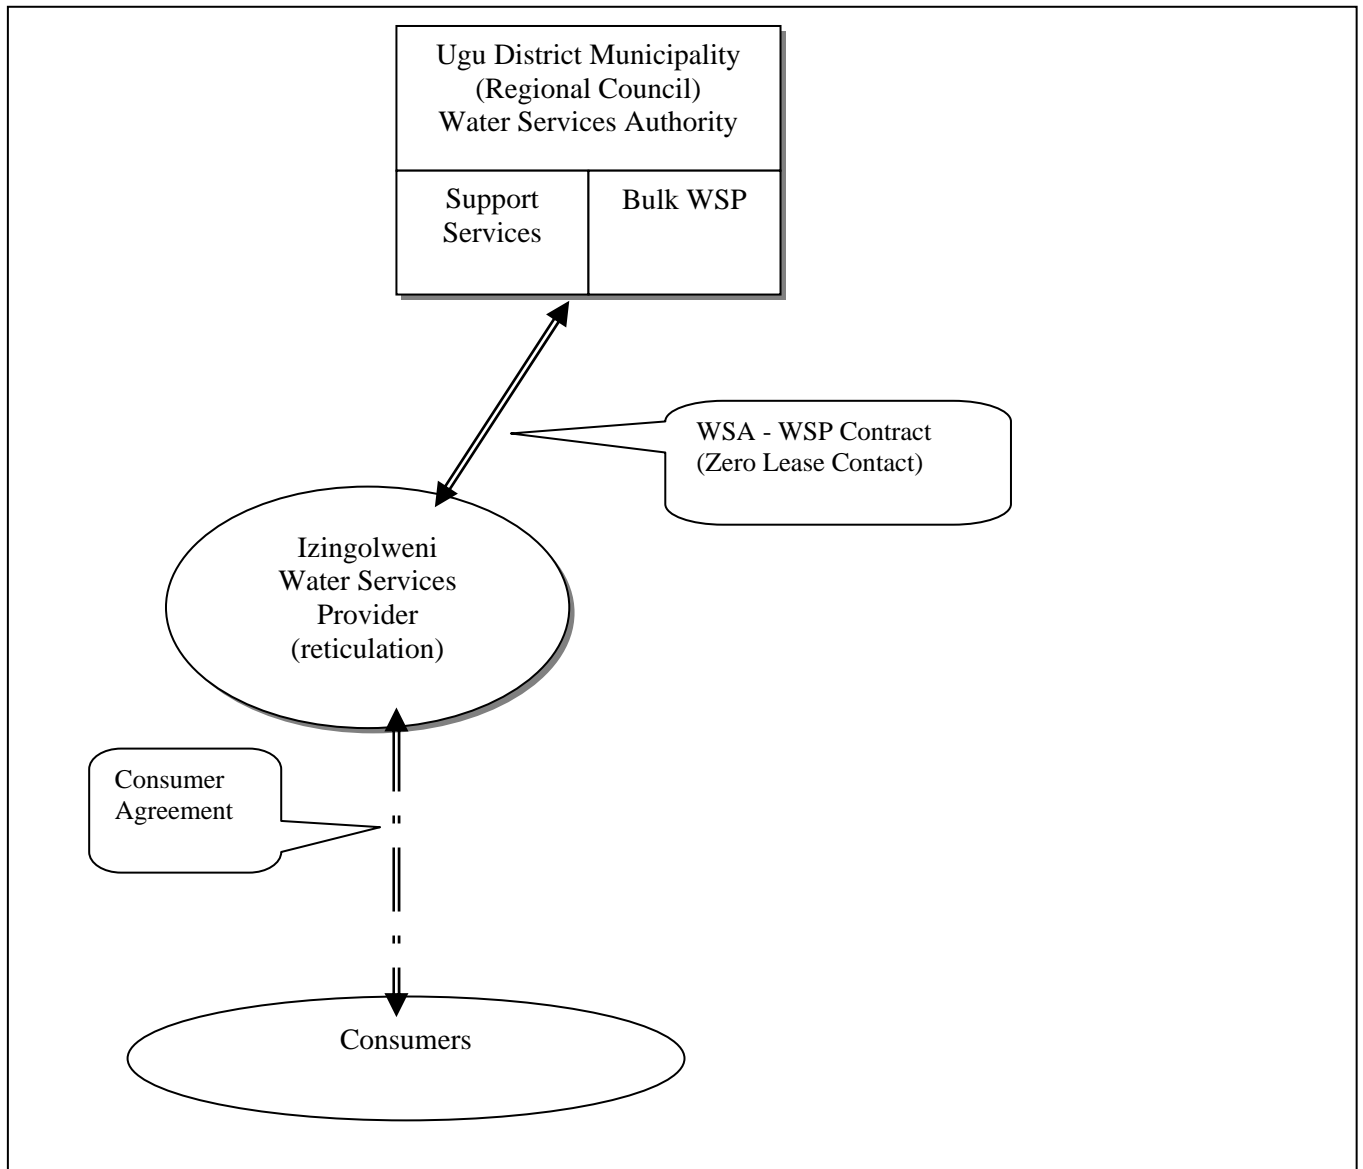 Ugu District Municipality
(Regional Council)
Water Services Authority
Support
Services
Bulk WSP
WSA - WSP Contract
(Zero Lease Contact)
Izingolweni
Water Services
Provider
(reticulation)
Consumer
Agreement
Consumers